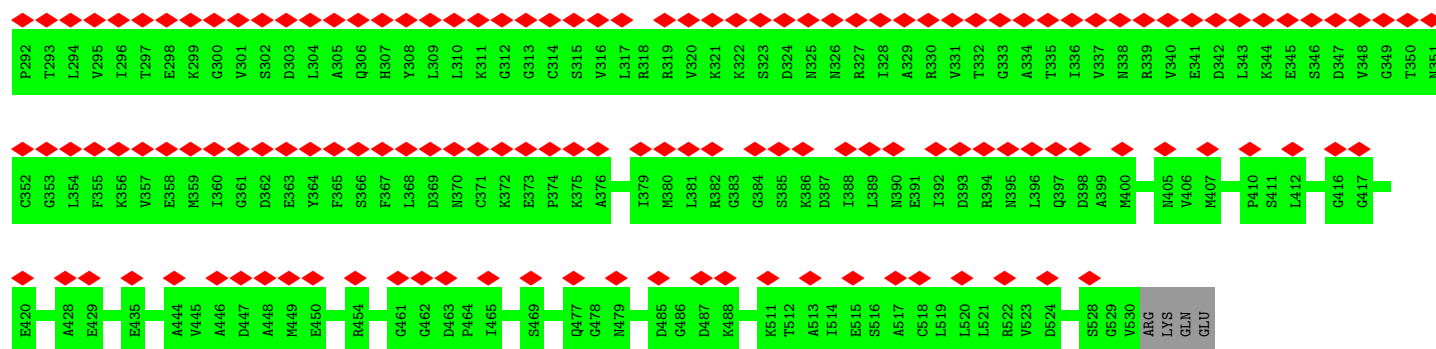 P292 T293 L294 V295 I296 T297 E298 K299 G300 V301 S302 D303 L304 A305 Q306 H307 Y308 L309 L310 K311 G312 G313 C314 S315 V316 L317 R318 R319 V320 K321 K322 S323 D324 N325 N326 R327 I328 A329 R330 V331 T332 G333 A334 T335 I336 V337 N338 R339 V340 E341 D342 L343 K344 E345 S346 D347 V348 G349 T350 N351
C352 G353 L354 F355 K356 V357 E358 M359 I360 G361 D362 E363 Y364 F365 S366 F367 L368 D369 N370 C371 K372 E373 P374 K375 A376 I379 M380 L381 R382 G383 G384 S385 K386 D387 I388 L389 N390 E391 I392 D393 R394 N395 L396 Q397 D398 A399 M400 N405 V406 M407 P410 S411 L412 G416 G417
E420 A428 E429 E435 A444 V445 A446 D447 A448 M449 E450 R454 G461 G462 D463 P464 I465 S469 Q477 G478 N479 D485 G486 D487 K488 K511 T512 A513 I514 E515 S516 A517 C518 L519 L520 L521 R522 V523 D524 S528 G529 V530 ARG LYS GLN GLU